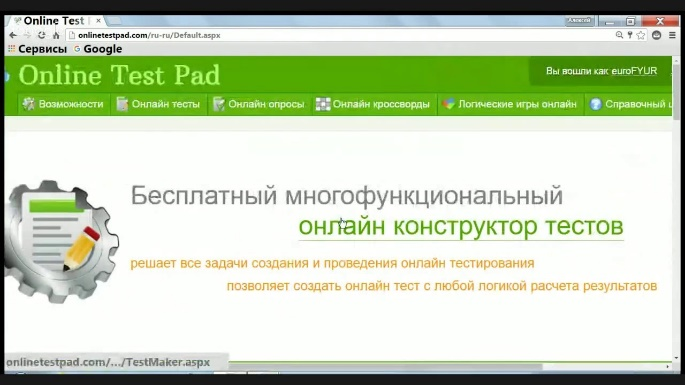 Online Test
Алексей
onlinetestpad.com/ru-ru/Default.aspx
Сервисы Google
Online Test Pad
Вы вошли как euroFYUR
Возможности Онлайн тесты Онлайн опросы Онлайн кроссворды Логические игры онлайн Справочный ц
Бесплатный многофункциональный
онлайн конструктор тестов
решает все задачи создания и проведения онлайн тестирования
позволяет создать онлайн тест с любой логикой расчета результатов
onlinetestpad.com/.../TestMaker.aspx